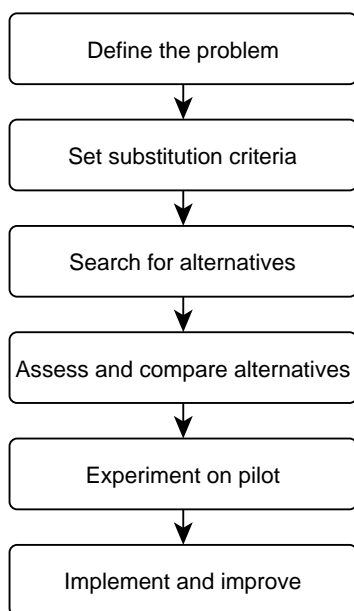 Define the problem
Set substitution criteria
Search for alternatives
Assess and compare alternatives
Experiment on pilot
Implement and improve